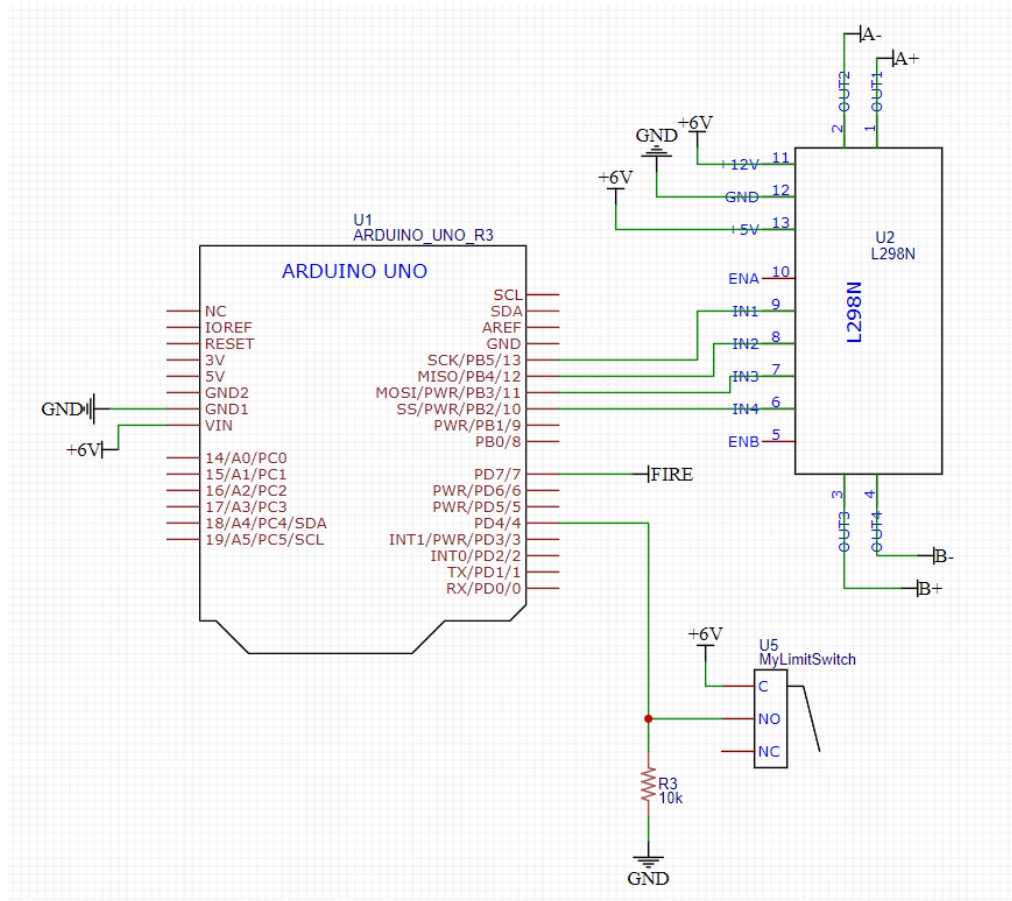 A-
A+
OUT2
OUT1
2
1
GND
+6V
+12V 11
+6V
GND 12
+5V 13
U1
ARDUINO_UNO_R3
U2
L298N
ARDUINO UNO
ENA 10
L298N
SCL
NC
SDA
IN1 9
IOREF
AREF
RESET
GND
IN2 8
3V
SCK/PB5/13
5V
MISO/PB4/12
IN3 7
GND2
MOSI/PWR/PB3/11
GND
GND1
SS/PWR/PB2/10
IN4 6
VIN
PWR/PB1/9
+6V
PB0/8
ENB 5
14/A0/PC0
15/A1/PC1
PD7/7
FIRE
16/A2/PC2
PWR/PD6/6
3
4
17/A3/PC3
PWR/PD5/5
18/A4/PC4/SDA
PD4/4
OUT3
OUT4
19/A5/PC5/SCL
INT1/PWR/PD3/3
INT0/PD2/2
B-
TX/PD1/1
RX/PD0/0
B+
+6V
U5
MyLimitSwitch
C
NO
NC
R3
10k
GND